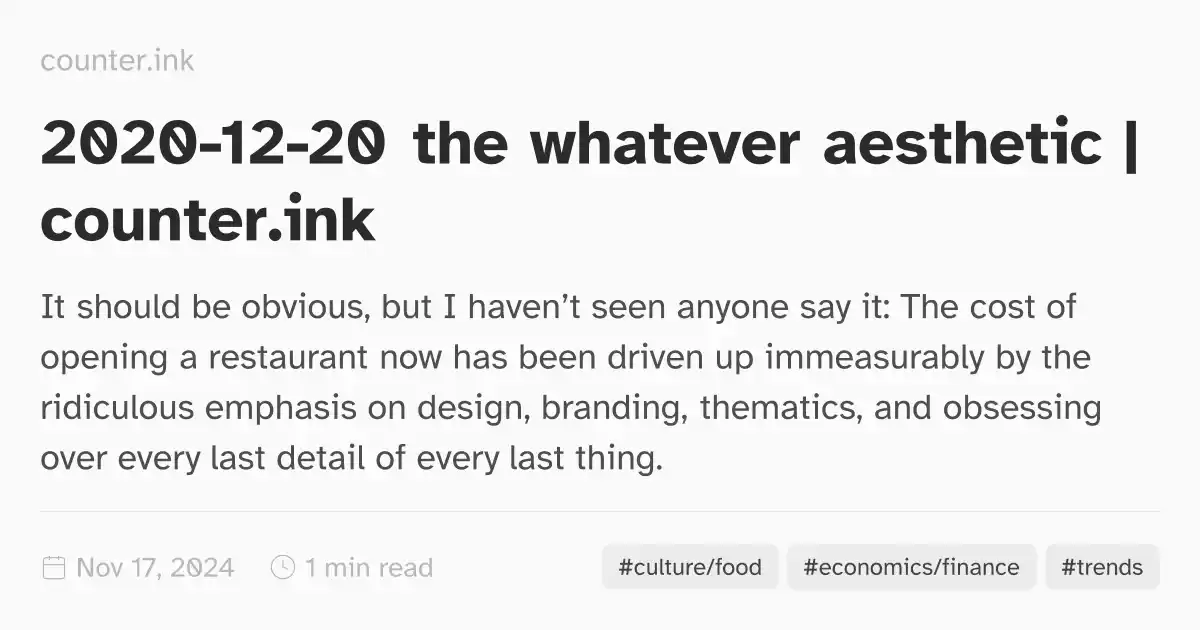 counter.ink
2020-12-20 the whatever aesthetic |
counter.ink
It should be obvious, but I haven’t seen anyone say it: The cost of
opening a restaurant now has been driven up immeasurably by the
ridiculous emphasis on design, branding, thematics, and obsessing
over every last detail of every last thing.
Nov 17, 2024 1 min read #culture/food #economics/finance #trends